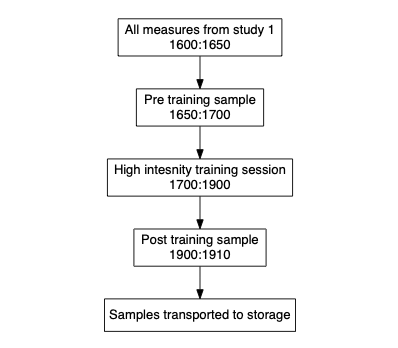 All measures from study 1
1600:1650
Pre training sample
1650:1700
High intesnity training session
1700:1900
Post training sample
1900:1910
Samples transported to storage